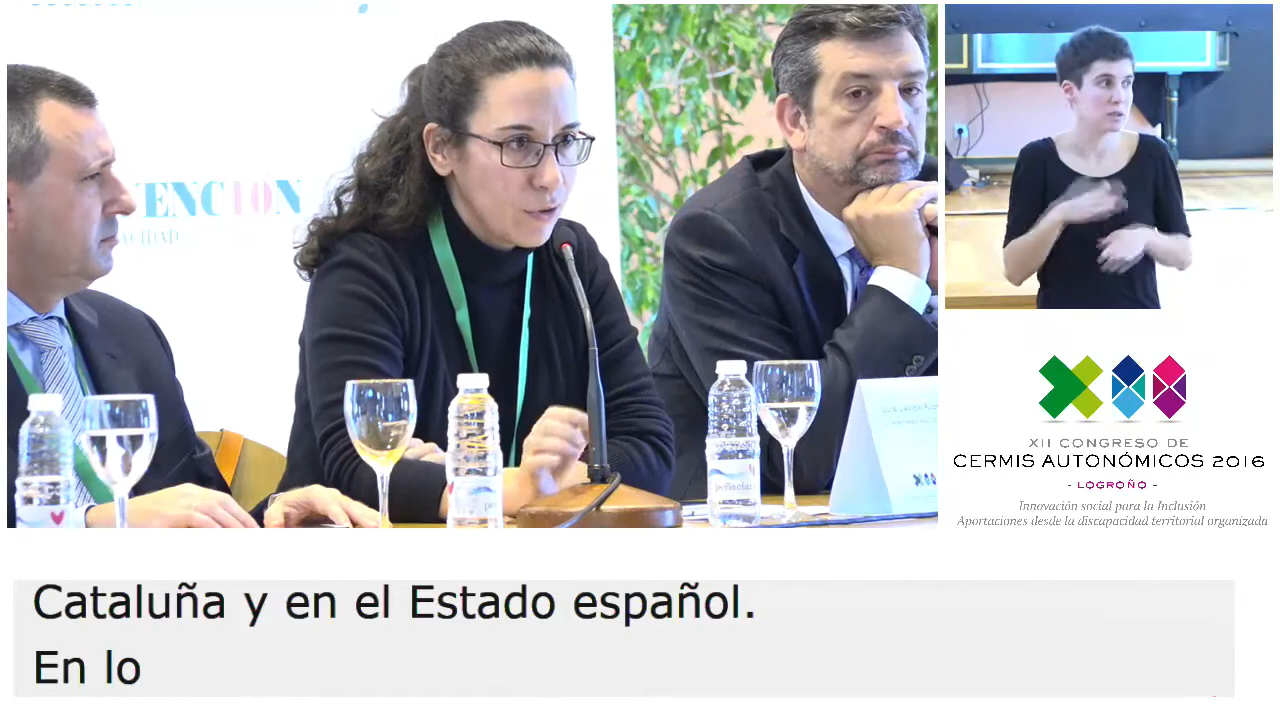 ENC10N
XII CONGRESO DE
CERMIS AUTONÓMICOS 2016
- LOGROÑO -
Innovación social para la Inclusión
Aportaciones desde la discapacidad territorial organizada
Cataluña y en el Estado español.
En lo